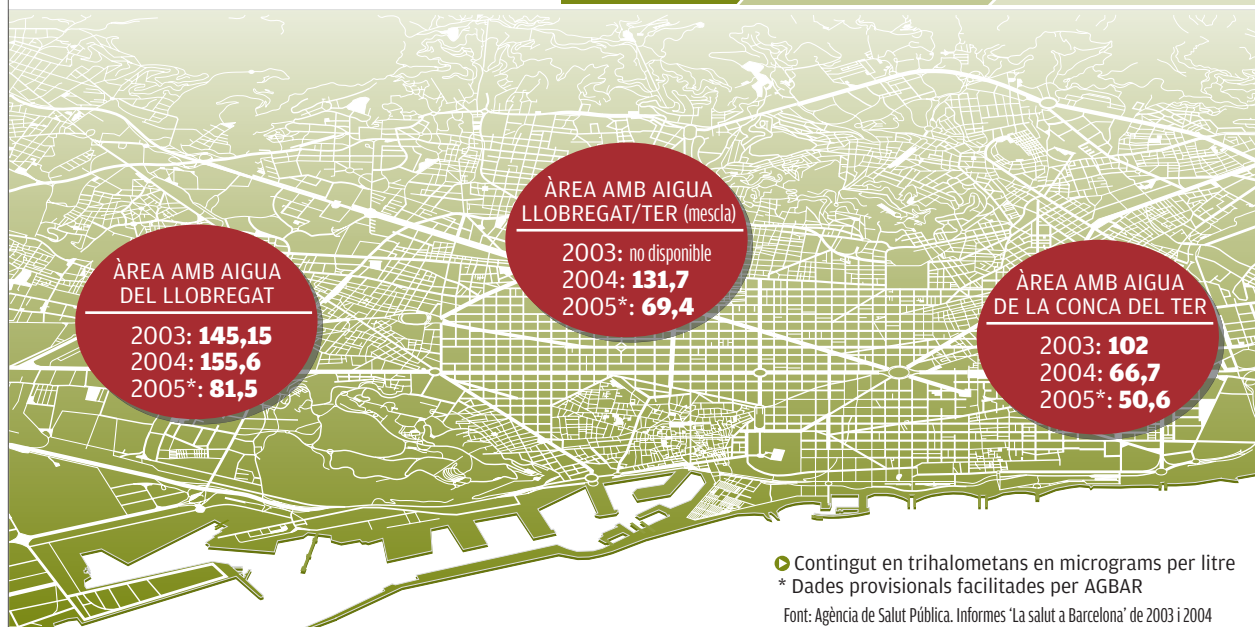 ÀREA AMB AIGUA
DEL LLOBREGAT
2003: 145,15
2004: 155,6
2005*: 81,5
ÀREA AMB AIGUA
LLOBREGAT/TER (mescla)
2003: no disponible
2004: 131,7
2005*: 69,4
ÀREA AMB AIGUA
DE LA CONCA DEL TER
2003: 102
2004: 66,7
2005*: 50,6
Contingut en trihalometans en micrograms per litre
* Dades provisionals facilitades per AGBAR
Font: Agència de Salut Pública. Informes ‘La salut a Barcelona’ de 2003 i 2004